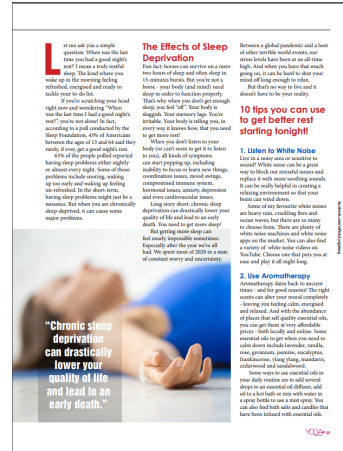 Let me ask you a simple
question: When was the last
time you had a good night's
rest? I mean a truly restful
sleep. The kind where you
wake up in the morning feeling
refreshed, energised and ready to
tackle your to-do list.
If you're scratching your head
right now and wondering "When
was the last time I had a good night's
rest?", you're not alone! In fact,
according to a poll conducted by the
Sleep Foundation, 43% of Americans
between the ages of 13 and 64 said they
rarely, if ever, get a good night's rest.
63% of the people polled reported
having sleep problems either nightly
or almost every night. Some of those
problems include snoring, waking
up too early and waking up feeling
un-refreshed. In the short-term,
having sleep problems might just be a
nuisance. But when you are chronically
sleep-deprived, it can cause some
major problems.
"Chronic sleep
deprivation
can drastically
lower your
quality of life
and lead to an
early death."
The Effects of Sleep
Deprivation
Fun fact: horses can survive on a mere
two hours of sleep and often sleep in
15-minutes bursts. But you're not a
horse - your body (and mind) need
sleep in order to function properly.
That's why when you don't get enough
sleep, you feel "off". Your body is
sluggish. Your memory lags. You're
irritable. Your body is telling you, in
every way it knows how, that you need
to get more rest!
When you don't listen to your
body (or can't seem to get it to listen
to you), all kinds of symptoms
can start popping up, including
inability to focus or learn new things,
coordination issues, mood swings,
compromised immune system,
hormonal issues, anxiety, depression
and even cardiovascular issues.
Long story short: chronic sleep
deprivation can drastically lower your
quality of life and lead to an early
death. You need to get more sleep!
But getting more sleep can
feel nearly impossible sometimes.
Especially after the year we've all
had. We spent most of 2020 in a state
of constant worry and uncertainty.
Between a global pandemic and a host
of other terrible world events, our
stress levels have been at an all-time
high. And when you have that much
going on, it can be hard to shut your
mind off long enough to relax.
But that's no way to live and it
doesn't have to be your reality.
10 tips you can use
to get better rest
starting tonight!
1. Listen to White Noise
Live in a noisy area or sensitive to
sound? White noise can be a great
way to block out stressful noises and
replace it with more soothing sounds.
It can be really helpful in creating a
relaxing environment so that your
brain can wind down.
Some of my favourite white noises
are heavy rain, crackling fires and
ocean waves, but there are so many
to choose from. There are plenty of
white noise machines and white noise
apps on the market. You can also find
a variety of white noise videos on
YouTube. Choose one that puts you at
ease and play it all night long.
2. Use Aromatherapy
Aromatherapy dates back to ancient
times - and for good reasons! The right
scents can alter your mood completely
- leaving you feeling calm, energised
and relaxed. And with the abundance
of places that sell quality essential oils,
you can get them at very affordable
prices - both locally and online. Some
essential oils to get when you need to
calm down include lavender, vanilla,
rose, geranium, jasmine, eucalyptus,
frankincense, ylang ylang, mandarin,
cedarwood and sandalwood.
Some ways to use essential oils in
your daily routine are to add several
drops to an essential oil diffuser, add
oil to a hot bath or mix with water in
a spray bottle to use a mist spray. You
can also find bath salts and candles that
have been infused with essential oils.
YOGA